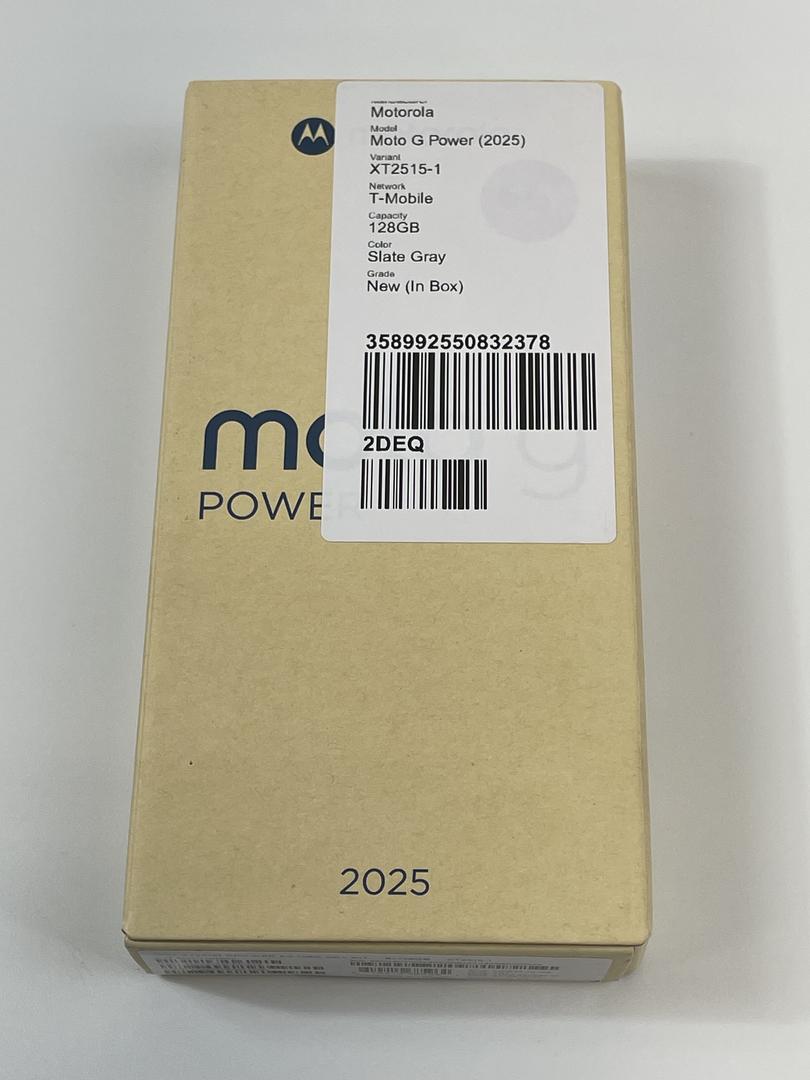 Motorola
Model
Moto G Power (2025)
Variant
XT2515-1
Network
T-Mobile
Capacity
128GB
Color
Slate Gray
Grade
New (In Box)
358992550832378
2DEQ
moto g
POWER
2025